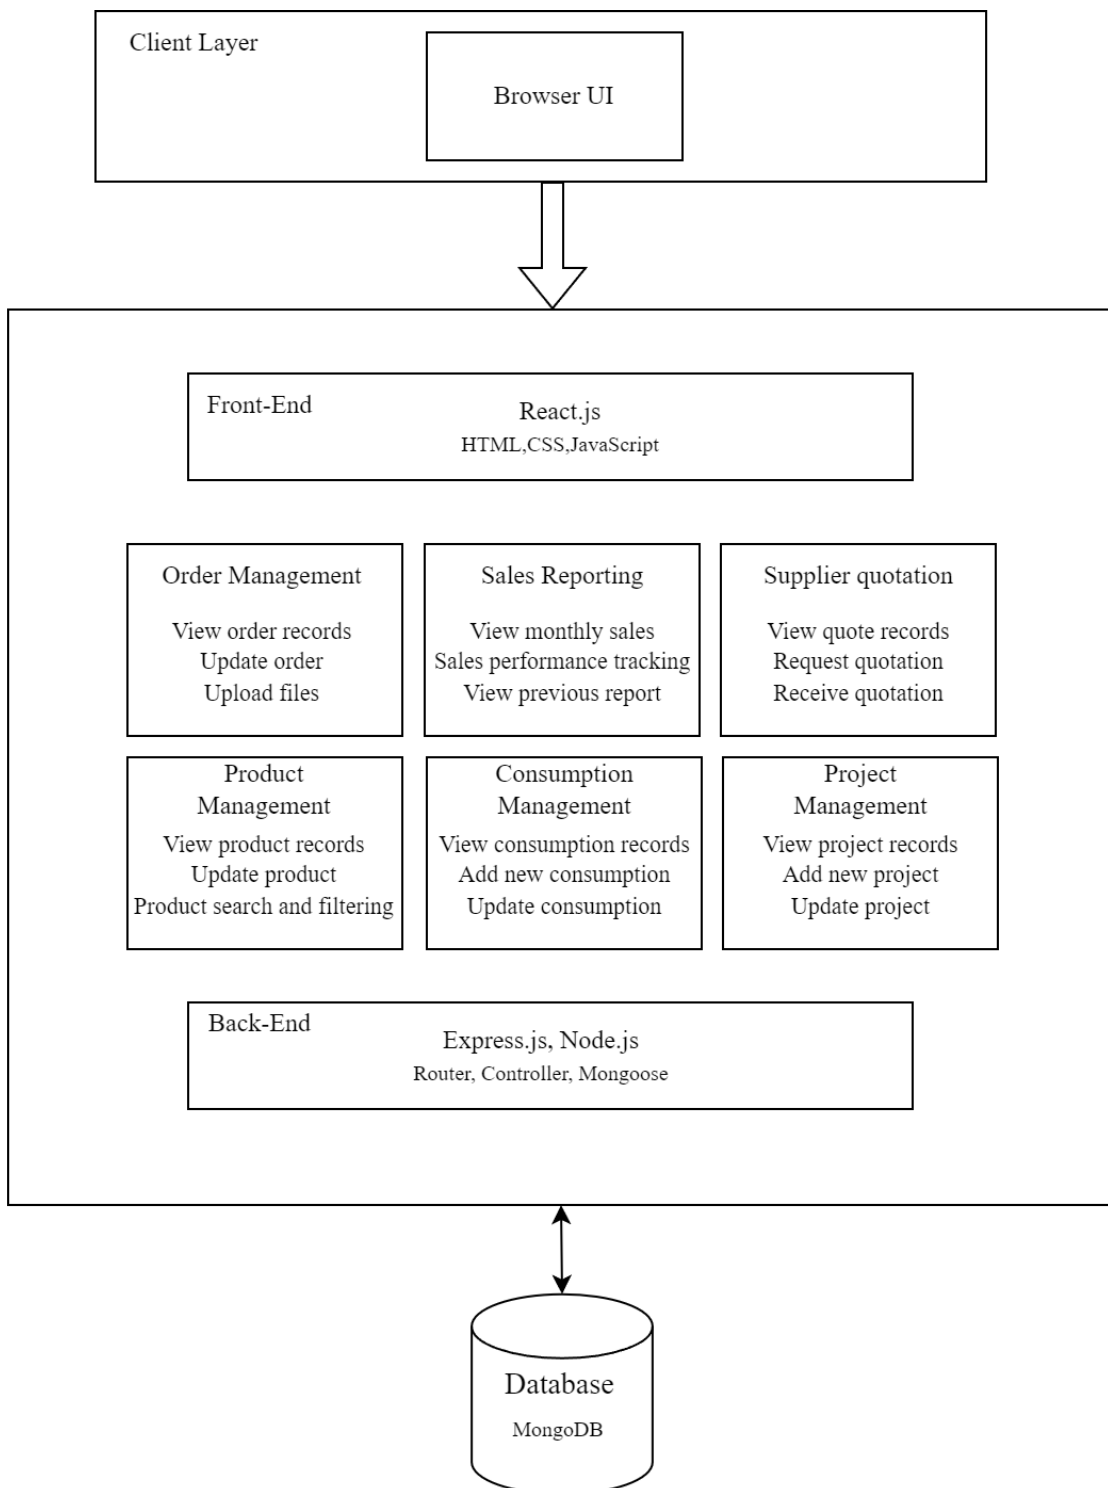 Client Layer
Browser UI
Front-End
React.js
HTML,CSS,JavaScript
Order Management
View order records
Update order
Upload files
Sales Reporting
View monthly sales
Sales performance tracking
View previous report
Supplier quotation
View quote records
Request quotation
Receive quotation
Product
Management
View product records
Update product
Product search and filtering
Consumption
Management
View consumption records
Add new consumption
Update consumption
Project
Management
View project records
Add new project
Update project
Back-End
Express.js, Node.js
Router, Controller, Mongoose
Database
MongoDB